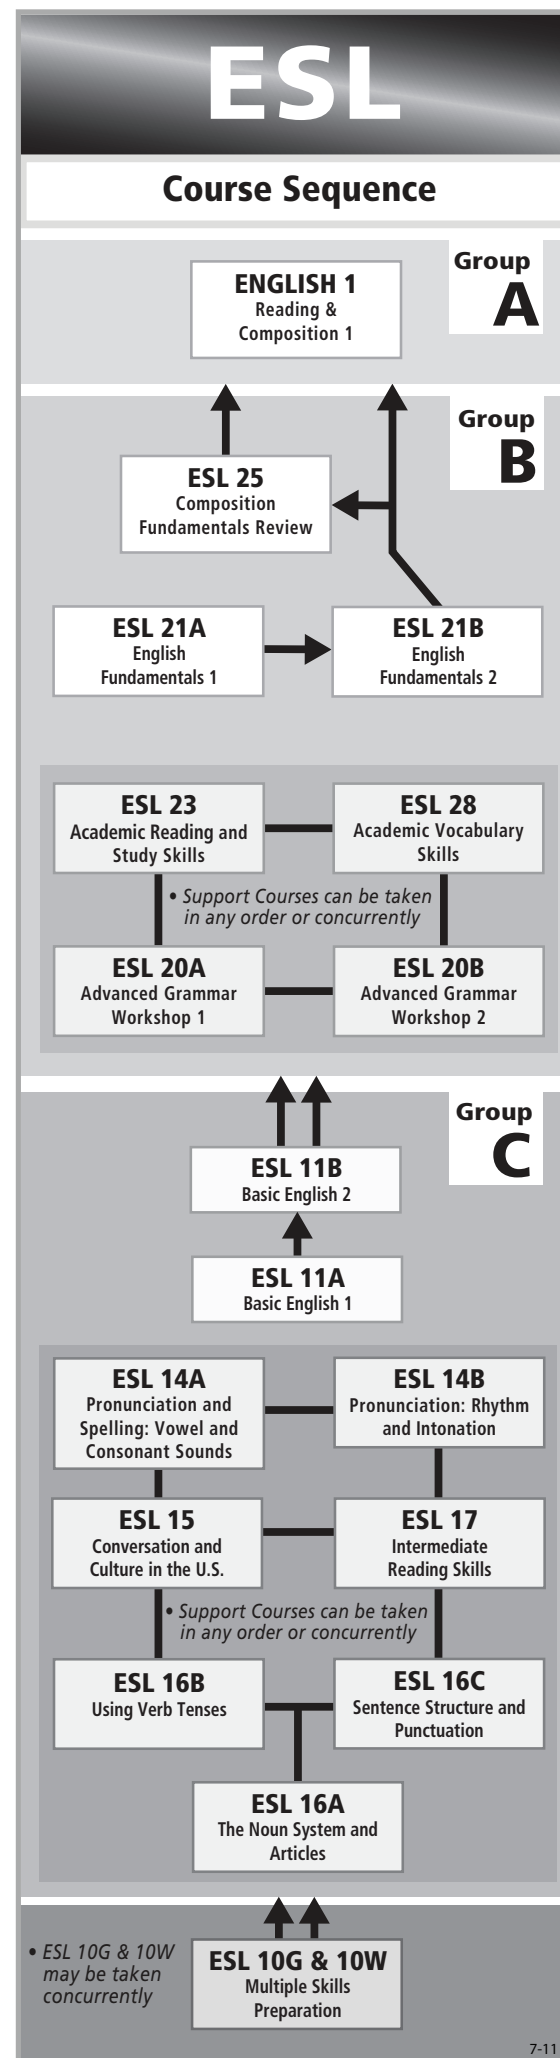 ESL
Course Sequence
Group
A
ENGLISH 1
Reading &
Composition 1
Group
B
ESL 25
Composition
Fundamentals Review
ESL 21A
English
Fundamentals 1
ESL 21B
English
Fundamentals 2
ESL 23
Academic Reading and
Study Skills
ESL 28
Academic Vocabulary
Skills
• Support Courses can be taken
in any order or concurrently
ESL 20A
Advanced Grammar
Workshop 1
ESL 20B
Advanced Grammar
Workshop 2
Group
C
ESL 11B
Basic English 2
ESL 11A
Basic English 1
ESL 14A
Pronunciation and
Spelling: Vowel and
Consonant Sounds
ESL 14B
Pronunciation: Rhythm
and Intonation
ESL 15
Conversation and
Culture in the U.S.
ESL 17
Intermediate
Reading Skills
• Support Courses can be taken
in any order or concurrently
ESL 16B
Using Verb Tenses
ESL 16C
Sentence Structure and
Punctuation
ESL 16A
The Noun System and
Articles
• ESL 10G & 10W
may be taken
concurrently
ESL 10G & 10W
Multiple Skills
Preparation
7-11